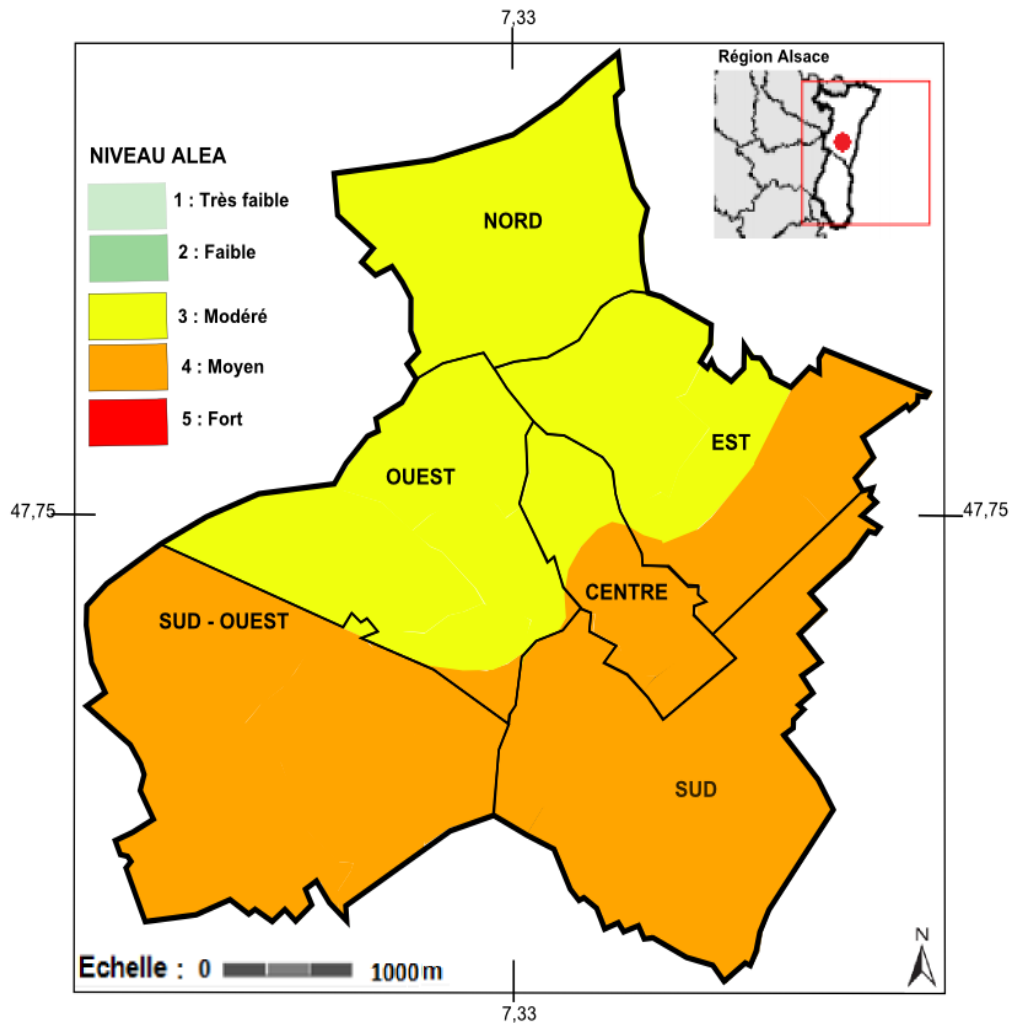 7,33
Région Alsace
NIVEAU ALEA
1 : Très faible
2 : Faible
3 : Modéré
4 : Moyen
5 : Fort
NORD
EST
OUEST
47,75
47,75
CENTRE
SUD - OUEST
SUD
N
Echelle : 0 1000 m
7,33